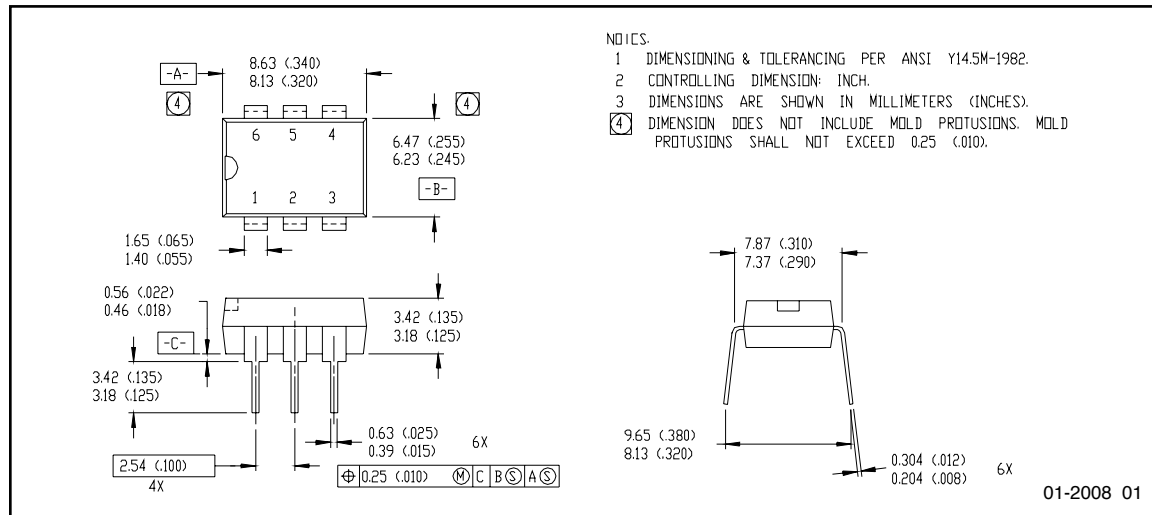 NOTES.
1 DIMENSIONING & TOLERANCING PER ANSI Y14.5M-1982.
2 CONTROLLING DIMENSION: INCH.
3 DIMENSIONS ARE SHOWN IN MILLIMETERS (INCHES).
4 DIMENSION DOES NOT INCLUDE MOLD PROTUSIONS. MOLD
PROTUSIONS SHALL NOT EXCEED 0.25 (.010).
-A-
8.63 (.340)
8.13 (.320)
4
4
6 5 4
6.47 (.255)
6.23 (.245)
-B-
1 2 3
1.65 (.065)
1.40 (.055)
0.56 (.022)
0.46 (.018)
-C-
3.42 (.135)
3.18 (.125)
3.42 (.135)
3.18 (.125)
0.63 (.025)
0.39 (.015)
6X
2.54 (.100)
4X
⌖ 0.25 (.010) Ⓜ C B Ⓢ A Ⓢ
7.87 (.310)
7.37 (.290)
9.65 (.380)
8.13 (.320)
0.304 (.012)
0.204 (.008)
6X
01-2008 01